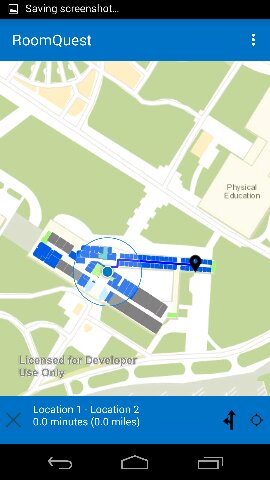 Saving screenshot...
RoomQuest
Physical
Education
Licensed for Developer
Use Only
Location 1 - Location 2
0.0 minutes (0.0 miles)